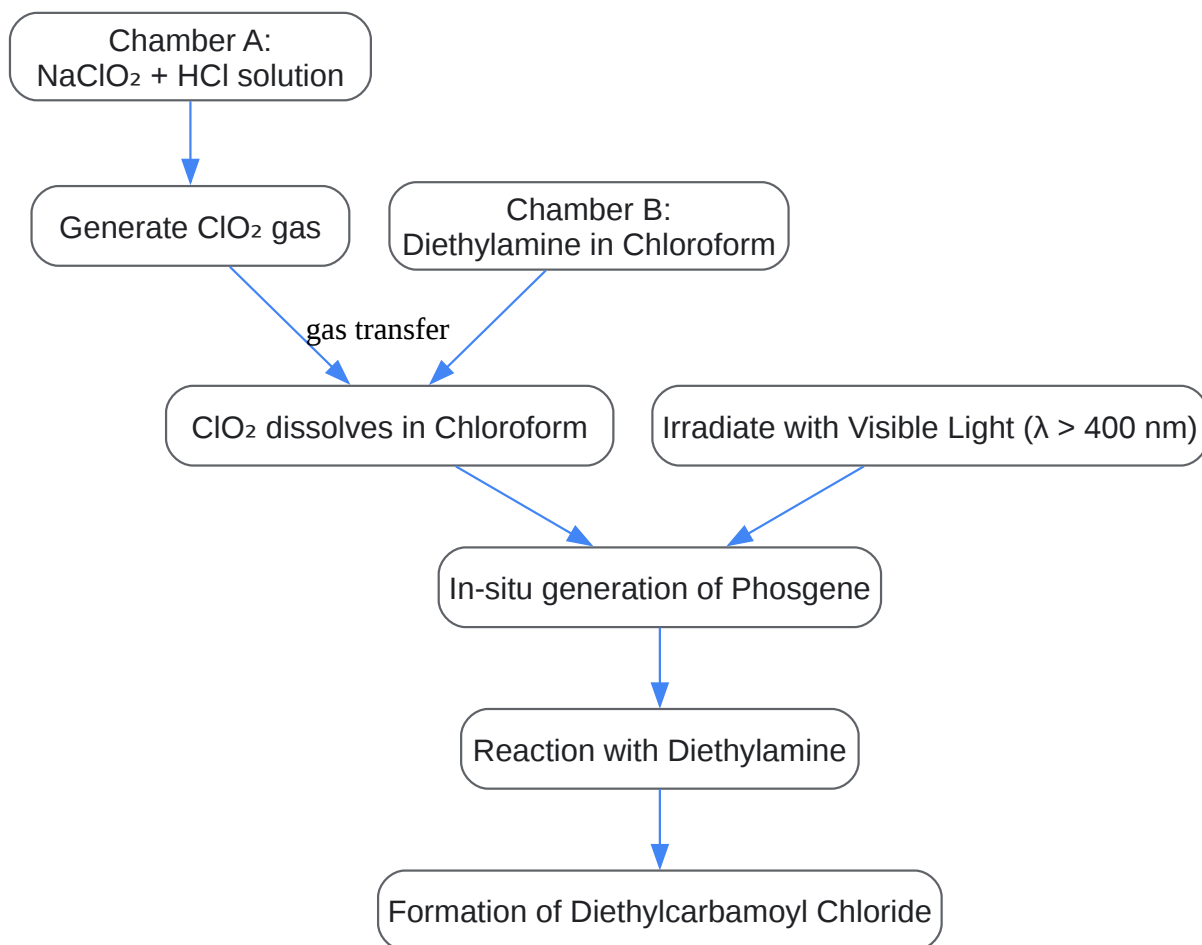 Chamber A:
NaClO₂ + HCl solution
Generate ClO₂ gas
Chamber B:
Diethylamine in Chloroform
gas transfer
ClO₂ dissolves in Chloroform
Irradiate with Visible Light (λ > 400 nm)
In-situ generation of Phosgene
Reaction with Diethylamine
Formation of Diethylcarbamoyl Chloride